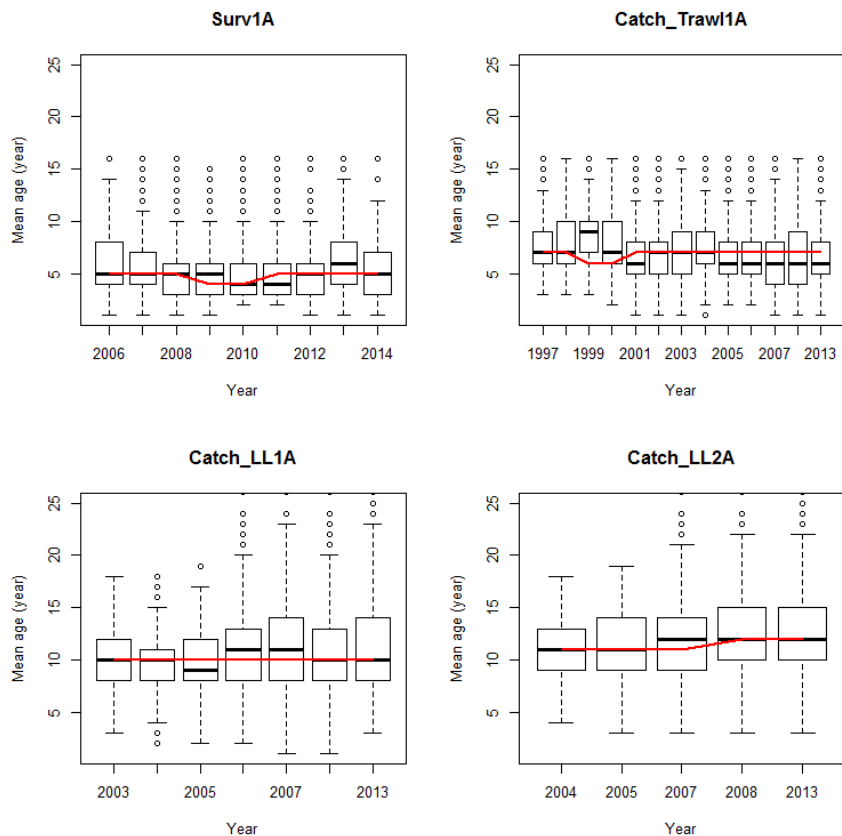 Surv1A
Mean age (year)
25
20
15
10
5
2006 2008 2010 2012 2014
Year
Catch_Trawl1A
Mean age (year)
25
20
15
10
5
1997 1999 2001 2003 2005 2007 2013
Year
Catch_LL1A
Mean age (year)
25
20
15
10
5
2003 2005 2007 2013
Year
Catch_LL2A
Mean age (year)
25
20
15
10
5
2004 2005 2007 2008 2013
Year